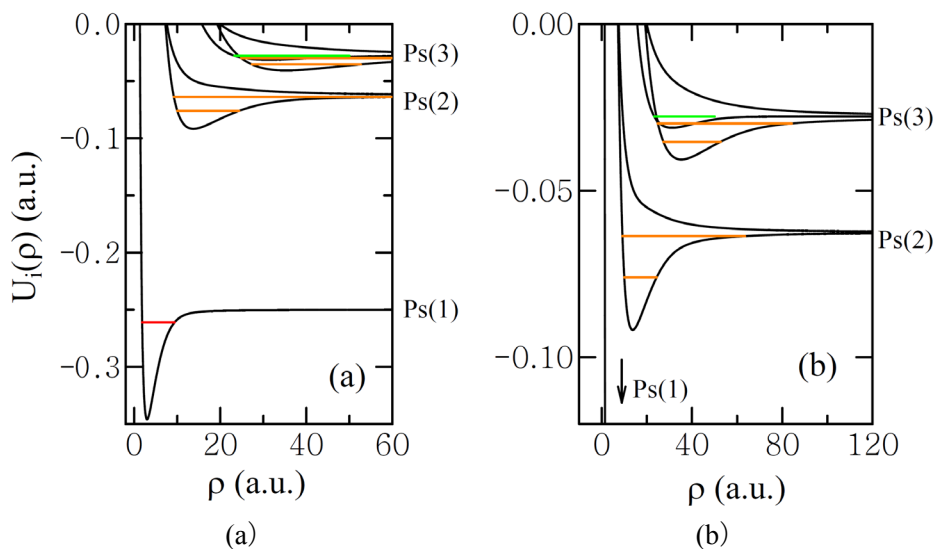 0.0
−0.1
−0.2
−0.3
U_i(ρ) (a.u.)
Ps(3)
Ps(2)
Ps(1)
(a)
0 20 40 60
ρ (a.u.)
(a)
0.00
−0.05
−0.10
Ps(3)
Ps(2)
Ps(1)
(b)
0 40 80 120
ρ (a.u.)
(b)